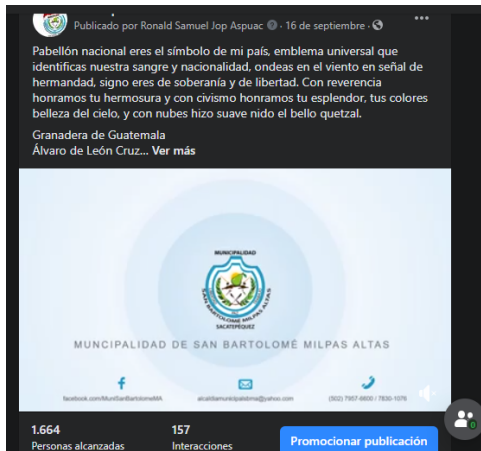 Publicado por Ronald Samuel Jop Aspuac · 16 de septiembre ·
Pabellón nacional eres el símbolo de mi país, emblema universal que
identificas nuestra sangre y nacionalidad, ondeas en el viento en señal de
hermandad, signo eres de soberanía y de libertad. Con reverencia
honramos tu hermosura y con civismo honramos tu esplendor, tus colores
belleza del cielo, y con nubes hizo suave nido el bello quetzal.
Granadera de Guatemala
Álvaro de León Cruz... Ver más
MUNICIPALIDAD
SAN BARTOLOMÉ MILPAS ALTAS
SACATEPÉQUEZ
MUNCIPALIDAD DE SAN BARTOLOMÉ MILPAS ALTAS
facebook.com/MuniSanBartolomeMA
(502) 7957-6600 / 7830-1076
1.664
157
Personas alcanzadas
Interacciones
Promocionar publicación
0